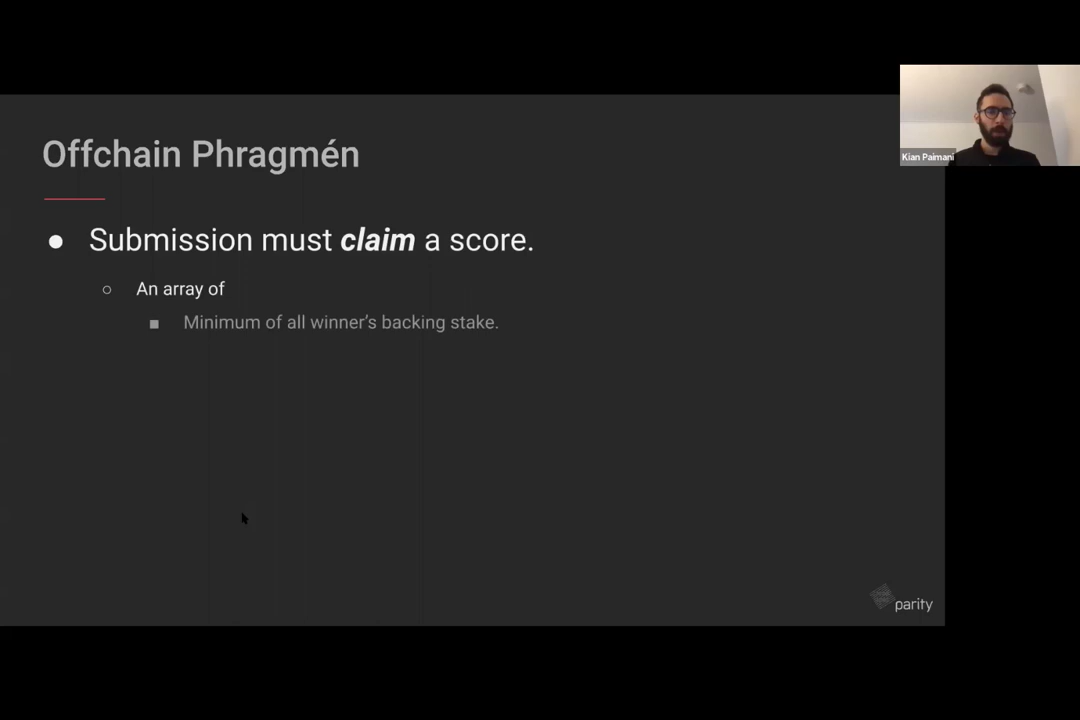 Offchain Phragmén
Submission must claim a score.
An array of
Minimum of all winner's backing stake.
Kian Paimani
parity